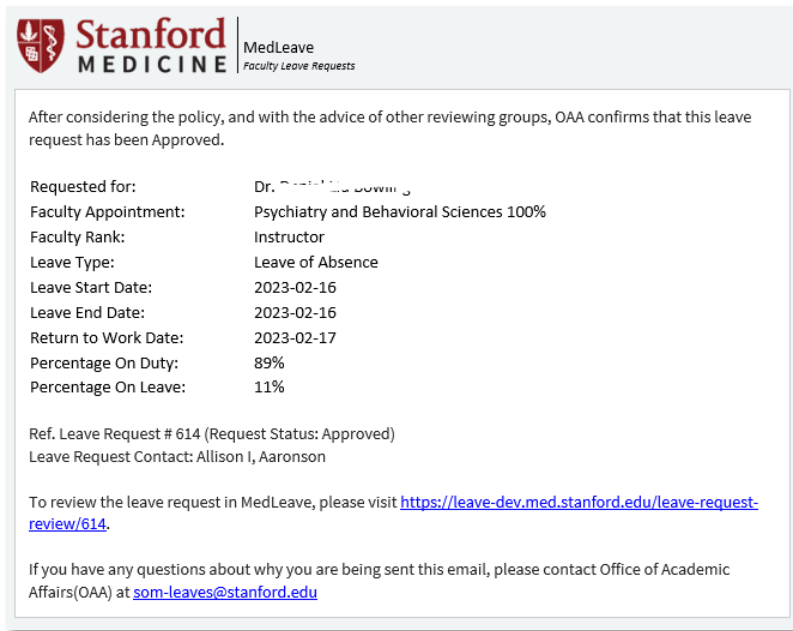 Stanford
MEDICINE
MedLeave
Faculty Leave Requests
After considering the policy, and with the advice of other reviewing groups, OAA confirms that this leave
request has been Approved.
Requested for: Dr.
Faculty Appointment: Psychiatry and Behavioral Sciences 100%
Faculty Rank: Instructor
Leave Type: Leave of Absence
Leave Start Date: 2023-02-16
Leave End Date: 2023-02-16
Return to Work Date: 2023-02-17
Percentage On Duty: 89%
Percentage On Leave: 11%
Ref. Leave Request # 614 (Request Status: Approved)
Leave Request Contact: Allison I, Aaronson
To review the leave request in MedLeave, please visit https://leave-dev.med.stanford.edu/leave-request-
review/614.
If you have any questions about why you are being sent this email, please contact Office of Academic
Affairs(OAA) at som-leaves@stanford.edu